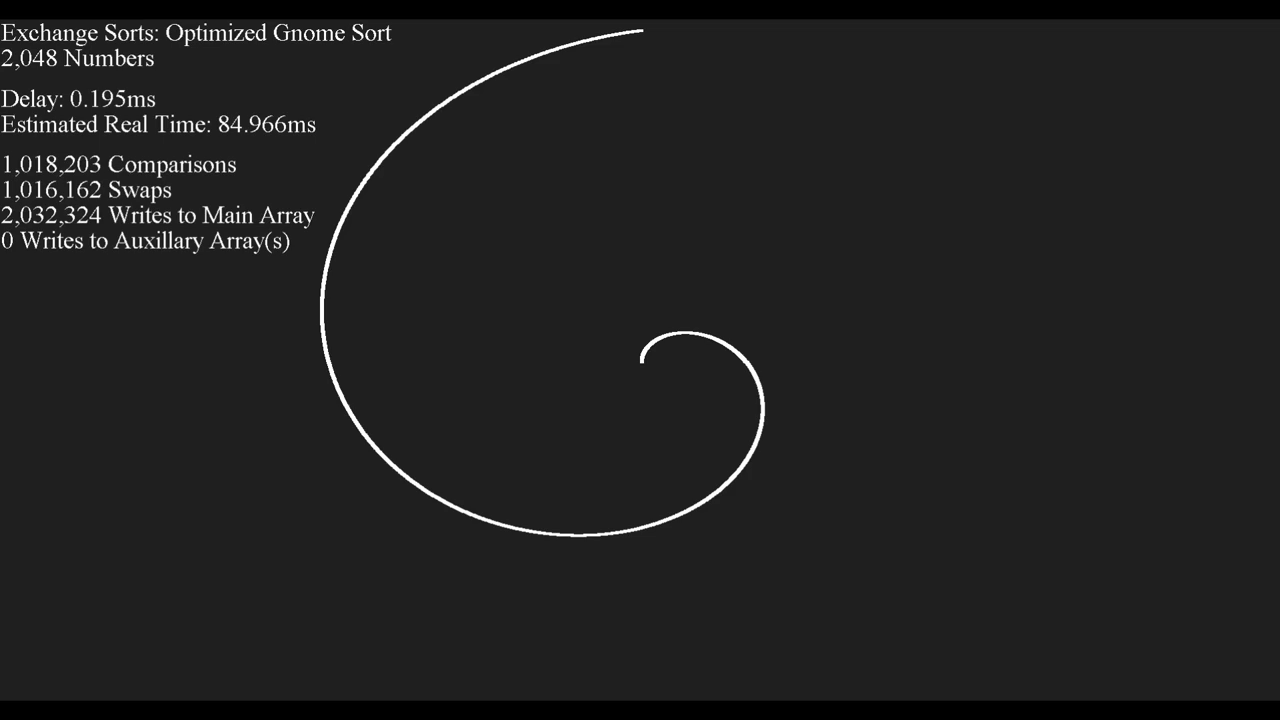 Exchange Sorts: Optimized Gnome Sort
2,048 Numbers
Delay: 0.195ms
Estimated Real Time: 84.966ms
1,018,203 Comparisons
1,016,162 Swaps
2,032,324 Writes to Main Array
0 Writes to Auxillary Array(s)